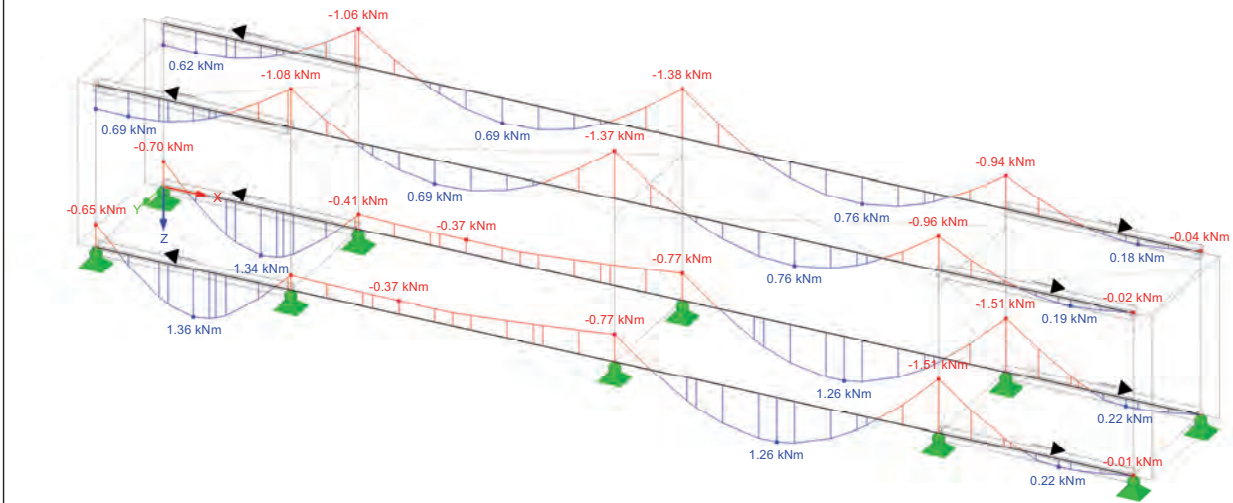 -1.06 kNm
0.62 kNm
-1.08 kNm
-1.38 kNm
0.69 kNm
0.69 kNm
-1.37 kNm
-0.70 kNm
-0.94 kNm
0.69 kNm
0.76 kNm
X
Y
Z
-0.65 kNm
-0.41 kNm
-0.37 kNm
-0.96 kNm
-0.04 kNm
0.18 kNm
1.34 kNm
-0.77 kNm
0.76 kNm
-0.37 kNm
-0.02 kNm
-1.51 kNm
0.19 kNm
1.36 kNm
-0.77 kNm
-1.51 kNm
1.26 kNm
0.22 kNm
1.26 kNm
-0.01 kNm
0.22 kNm